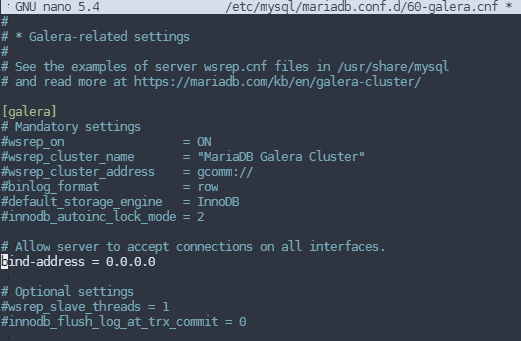 GNU nano 5.4 /etc/mysql/mariadb.conf.d/60-galera.cnf *
#
# * Galera-related settings
#
# See the examples of server wsrep.cnf files in /usr/share/mysql
# and read more at https://mariadb.com/kb/en/galera-cluster/

[galera]
# Mandatory settings
#wsrep_on                 = ON
#wsrep_cluster_name       = "MariaDB Galera Cluster"
#wsrep_cluster_address    = gcomm://
#binlog_format            = row
#default_storage_engine   = InnoDB
#innodb_autoinc_lock_mode = 2

# Allow server to accept connections on all interfaces.
bind-address = 0.0.0.0

# Optional settings
#wsrep_slave_threads = 1
#innodb_flush_log_at_trx_commit = 0